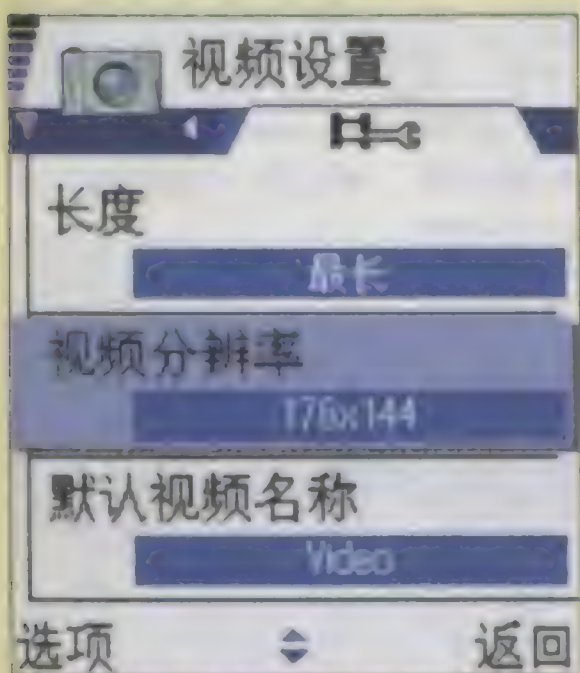 视频设置
长度
最长
视频分辨率
176x144
默认视频名称
Video
选项 返回